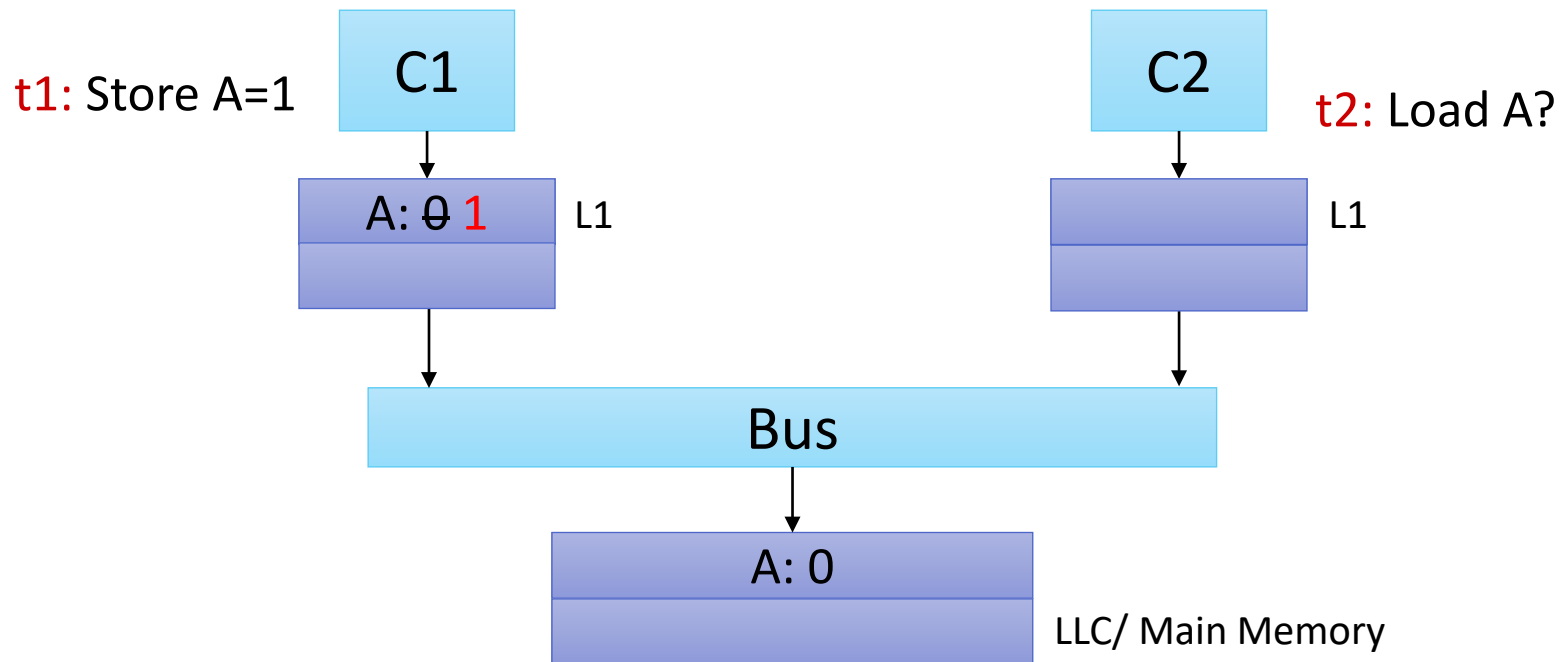 C1
C2
t1: Store A=1
t2: Load A?
A: 0 1
L1
L1
Bus
A: 0
LLC/ Main Memory